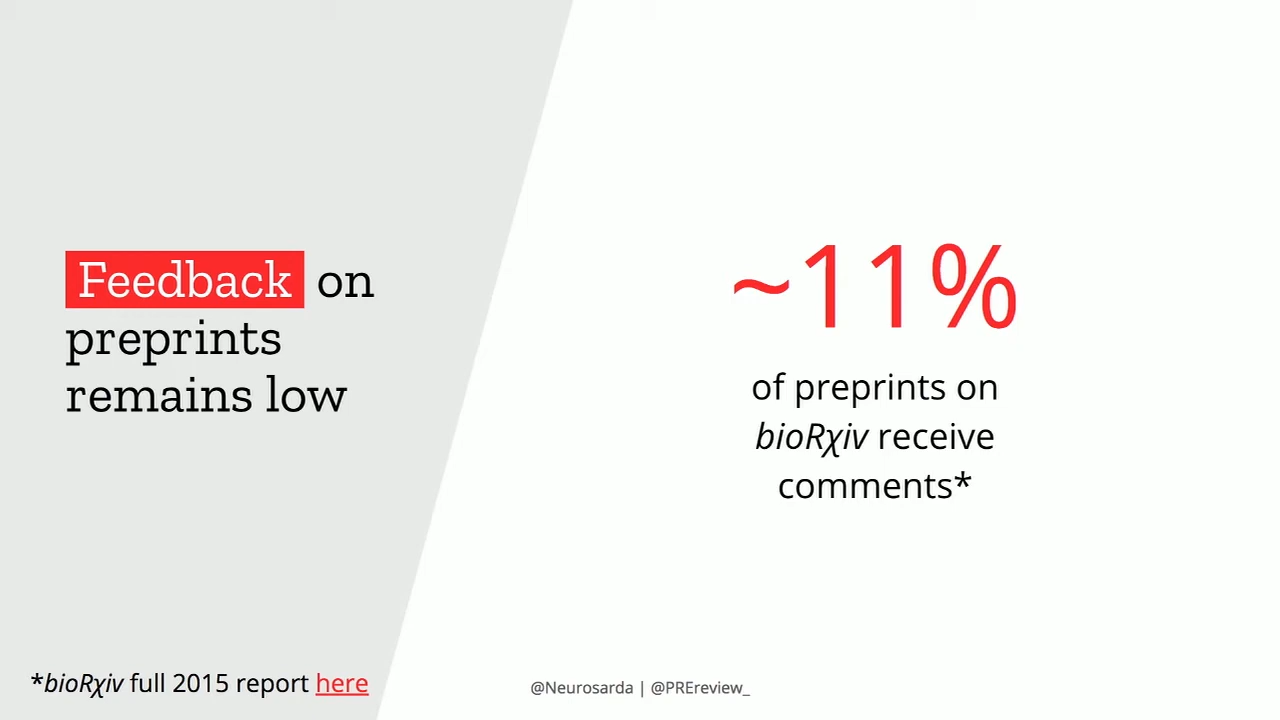 Feedback on
preprints
remains low
~11%
of preprints on
bioRχiv receive
comments*
*bioRχiv full 2015 report here
@Neurosarda | @PREreview_